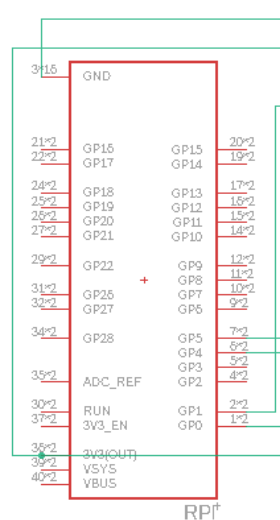 3*16 GND
21*2 GP16 GP15 20*2
22*2 GP17 GP14 19*2
24*2 GP18 GP13 17*2
25*2 GP19 GP12 16*2
26*2 GP20 GP11 15*2
27*2 GP21 GP10 14*2
29*2 GP22 GP9 12*2
GP8 11*2
31*2 GP26 GP7 10*2
32*2 GP27 GP6 9*2
34*2 GP28 GP5 7*2
GP4 6*2
GP3 5*2
35*2 ADC_REF GP2 4*2
30*2 RUN GP1 2*2
37*2 3V3_EN GP0 1*2
3V3(OUT)
39*2 VSYS
40*2 VBUS
RPI